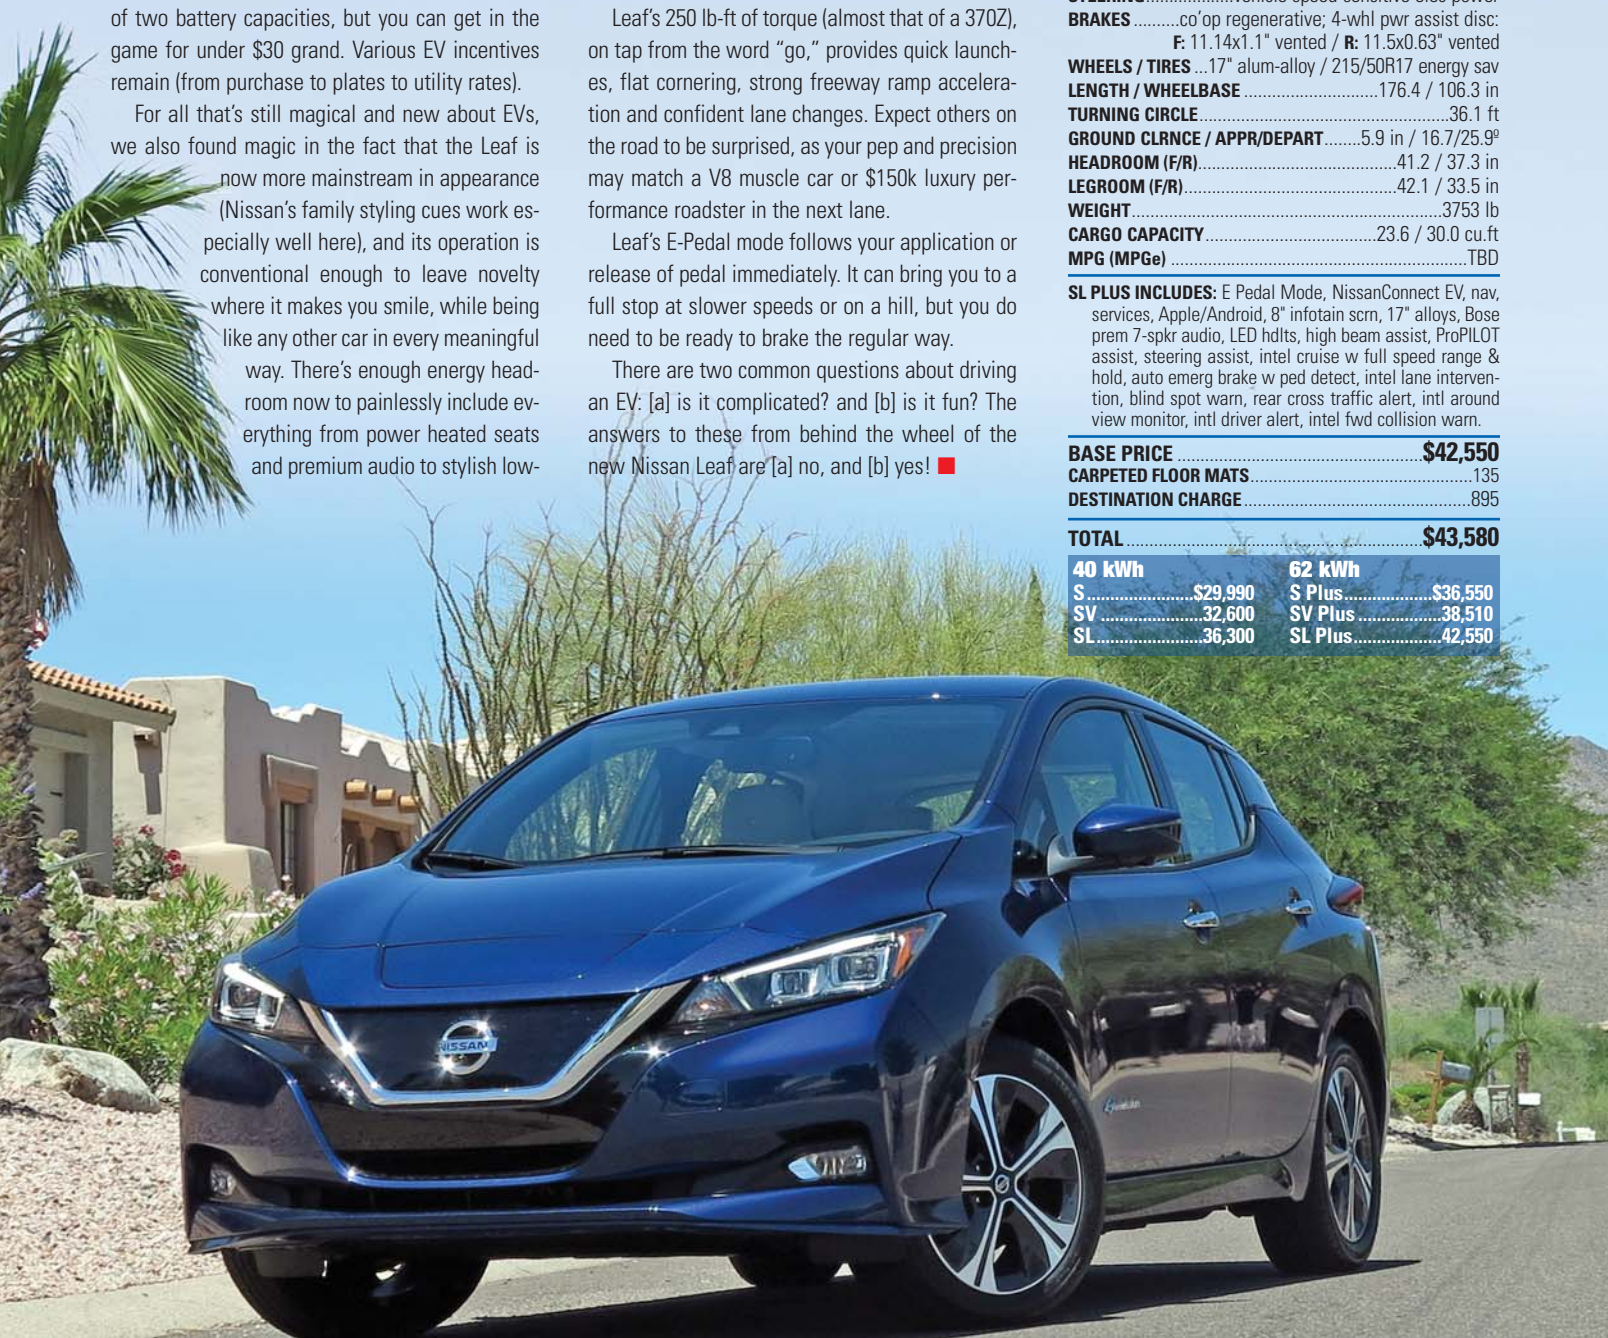 of two battery capacities, but you can get in the
game for under $30 grand. Various EV incentives
remain (from purchase to plates to utility rates).
For all that's still magical and new about EVs,
we also found magic in the fact that the Leaf is
now more mainstream in appearance
(Nissan's family styling cues work es-
pecially well here), and its operation is
conventional enough to leave novelty
where it makes you smile, while being
like any other car in every meaningful
way. There's enough energy head-
room now to painlessly include ev-
erything from power heated seats
and premium audio to stylish low-
Leaf's 250 lb-ft of torque (almost that of a 370Z),
on tap from the word “go,” provides quick launch-
es, flat cornering, strong freeway ramp accelera-
tion and confident lane changes. Expect others on
the road to be surprised, as your pep and precision
may match a V8 muscle car or $150k luxury per-
formance roadster in the next lane.
Leaf's E-Pedal mode follows your application or
release of pedal immediately. It can bring you to a
full stop at slower speeds or on a hill, but you do
need to be ready to brake the regular way.
There are two common questions about driving
an EV: [a] is it complicated? and [b] is it fun? The
answers to these from behind the wheel of the
new Nissan Leaf are [a] no, and [b] yes! ■
BRAKES ..........co'op regenerative; 4-whl pwr assist disc:
F: 11.14x1.1" vented / R: 11.5x0.63" vented
WHEELS / TIRES ...17" alum-alloy / 215/50R17 energy sav
LENGTH / WHEELBASE .............................176.4 / 106.3 in
TURNING CIRCLE......................................................36.1 ft
GROUND CLRNCE / APPR/DEPART........5.9 in / 16.7/25.9º
HEADROOM (F/R)...........................................41.2 / 37.3 in
LEGROOM (F/R)..............................................42.1 / 33.5 in
WEIGHT...................................................................3753 lb
CARGO CAPACITY.....................................23.6 / 30.0 cu.ft
MPG (MPGe) ................................................................TBD
SL PLUS INCLUDES: E Pedal Mode, NissanConnect EV, nav,
services, Apple/Android, 8" infotain scrn, 17" alloys, Bose
prem 7-spkr audio, LED hdlts, high beam assist, ProPILOT
assist, steering assist, intel cruise w full speed range &
hold, auto emerg brake w ped detect, intel lane interven-
tion, blind spot warn, rear cross traffic alert, intl around
view monitor, intl driver alert, intel fwd collision warn.
BASE PRICE .....................................................$42,550
CARPETED FLOOR MATS................................................135
DESTINATION CHARGE.................................................895
TOTAL................................................................$43,580
40 kWh
S.......................$29,990
SV ......................32,600
SL.......................36,300
62 kWh
S Plus...................$36,550
SV Plus ..................38,510
SL Plus...................42,550
NISSAN